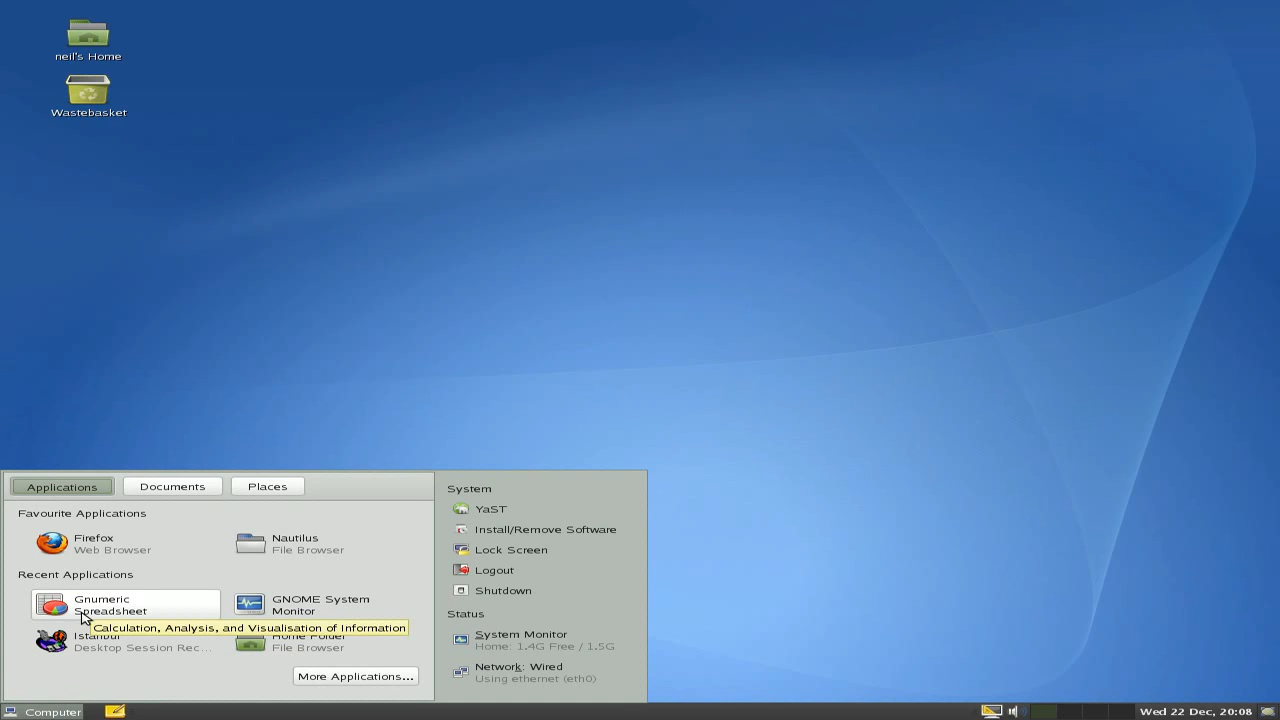 neil's Home
Wastebasket
Applications
Documents
Places
Favourite Applications
Firefox
Web Browser
Nautilus
File Browser
Recent Applications
Gnumeric
Spreadsheet
GNOME System
Monitor
Calculation, Analysis, and Visualisation of Information
Istanbul
Desktop Session Rec...
Home Folder
File Browser
More Applications...
System
YaST
Install/Remove Software
Lock Screen
Logout
Shutdown
Status
System Monitor
Home: 1.4G Free / 1.5G
Network: Wired
Using ethernet (eth0)
Computer
Wed 22 Dec, 20:08